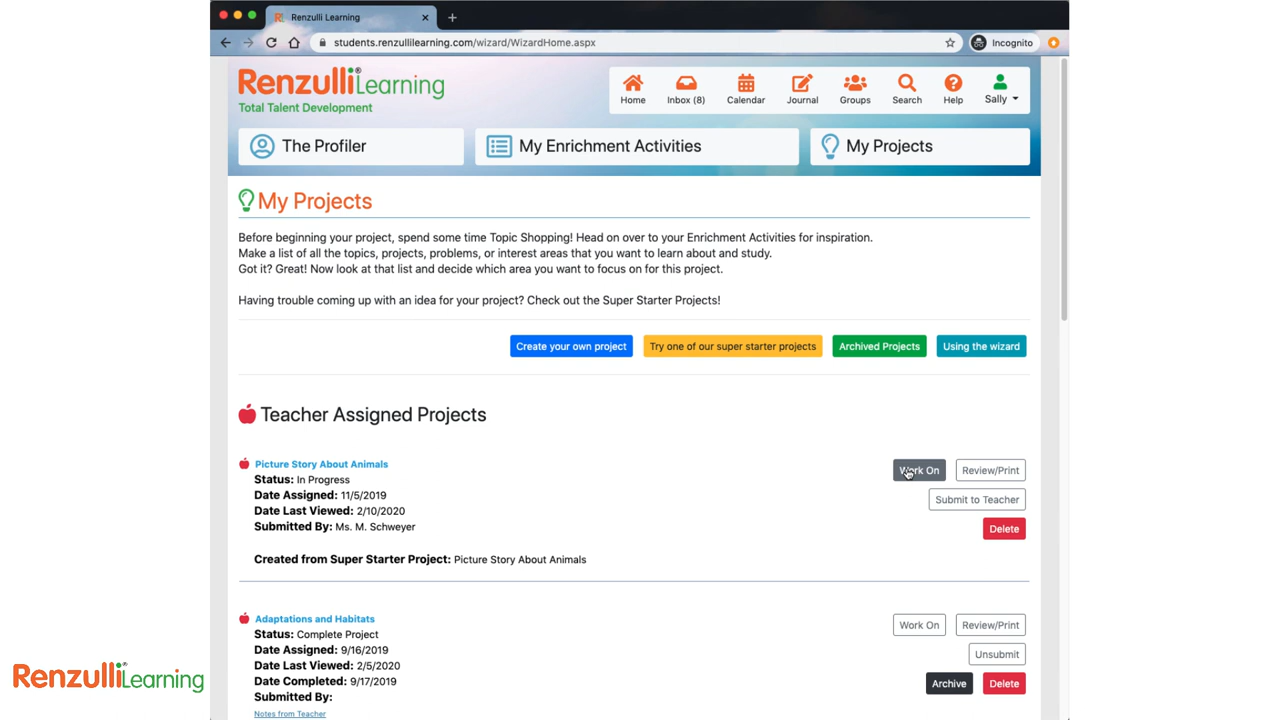 Renzulli Learning
students.renzullilearning.com/wizard/WizardHome.aspx
Incognito
Renzulli Learning
Total Talent Development
Home
Inbox (8)
Calendar
Journal
Groups
Search
Help
Sally
The Profiler
My Enrichment Activities
My Projects
My Projects
Before beginning your project, spend some time Topic Shopping! Head on over to your Enrichment Activities for inspiration.
Make a list of all the topics, projects, problems, or interest areas that you want to learn about and study.
Got it? Great! Now look at that list and decide which area you want to focus on for this project.
Having trouble coming up with an idea for your project? Check out the Super Starter Projects!
Create your own project
Try one of our super starter projects
Archived Projects
Using the wizard
Teacher Assigned Projects
Picture Story About Animals
Status: In Progress
Date Assigned: 11/5/2019
Date Last Viewed: 2/10/2020
Submitted By: Ms. M. Schweyer
Created from Super Starter Project: Picture Story About Animals
Work On
Review/Print
Submit to Teacher
Delete
Adaptations and Habitats
Status: Complete Project
Date Assigned: 9/16/2019
Date Last Viewed: 2/5/2020
Date Completed: 9/17/2019
Submitted By:
Notes from Teacher
Work On
Review/Print
Unsubmit
Archive
Delete
Renzulli Learning